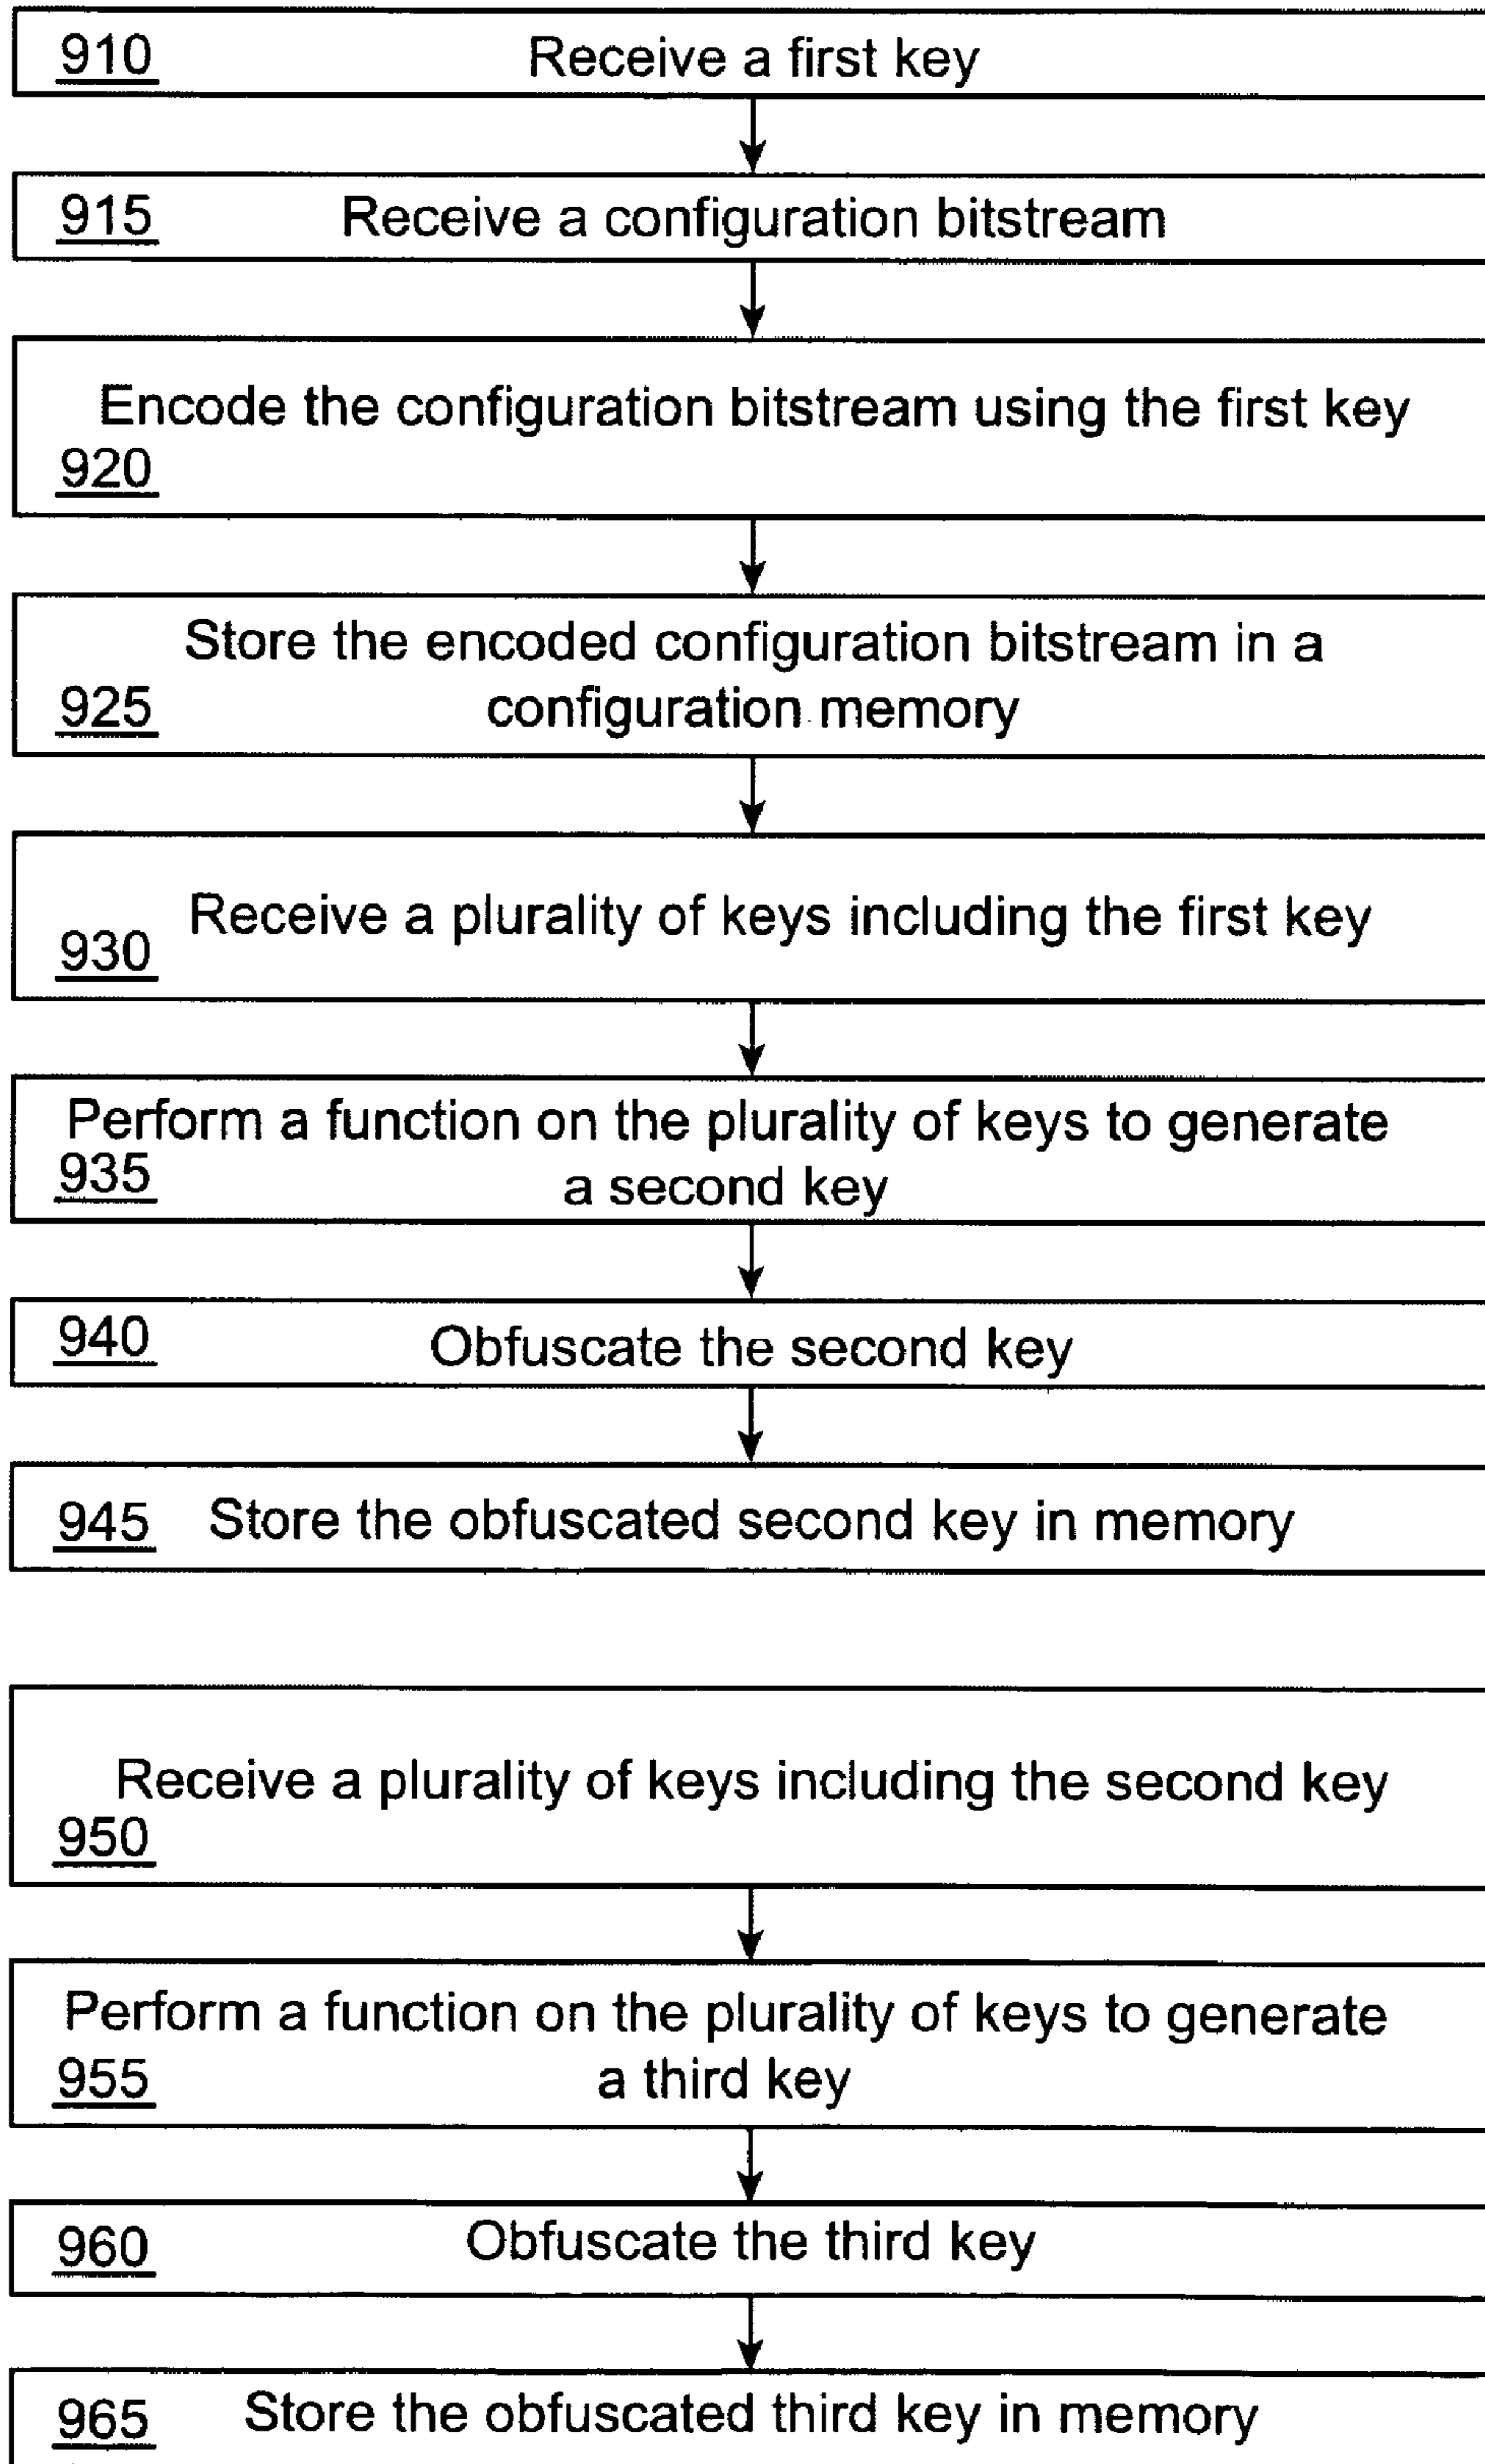 910 Receive a first key
915 Receive a configuration bitstream
Encode the configuration bitstream using the first key
920
Store the encoded configuration bitstream in a
925 configuration memory
Receive a plurality of keys including the first key
930
Perform a function on the plurality of keys to generate
935 a second key
940 Obfuscate the second key
945 Store the obfuscated second key in memory
Receive a plurality of keys including the second key
950
Perform a function on the plurality of keys to generate
955 a third key
960 Obfuscate the third key
965 Store the obfuscated third key in memory